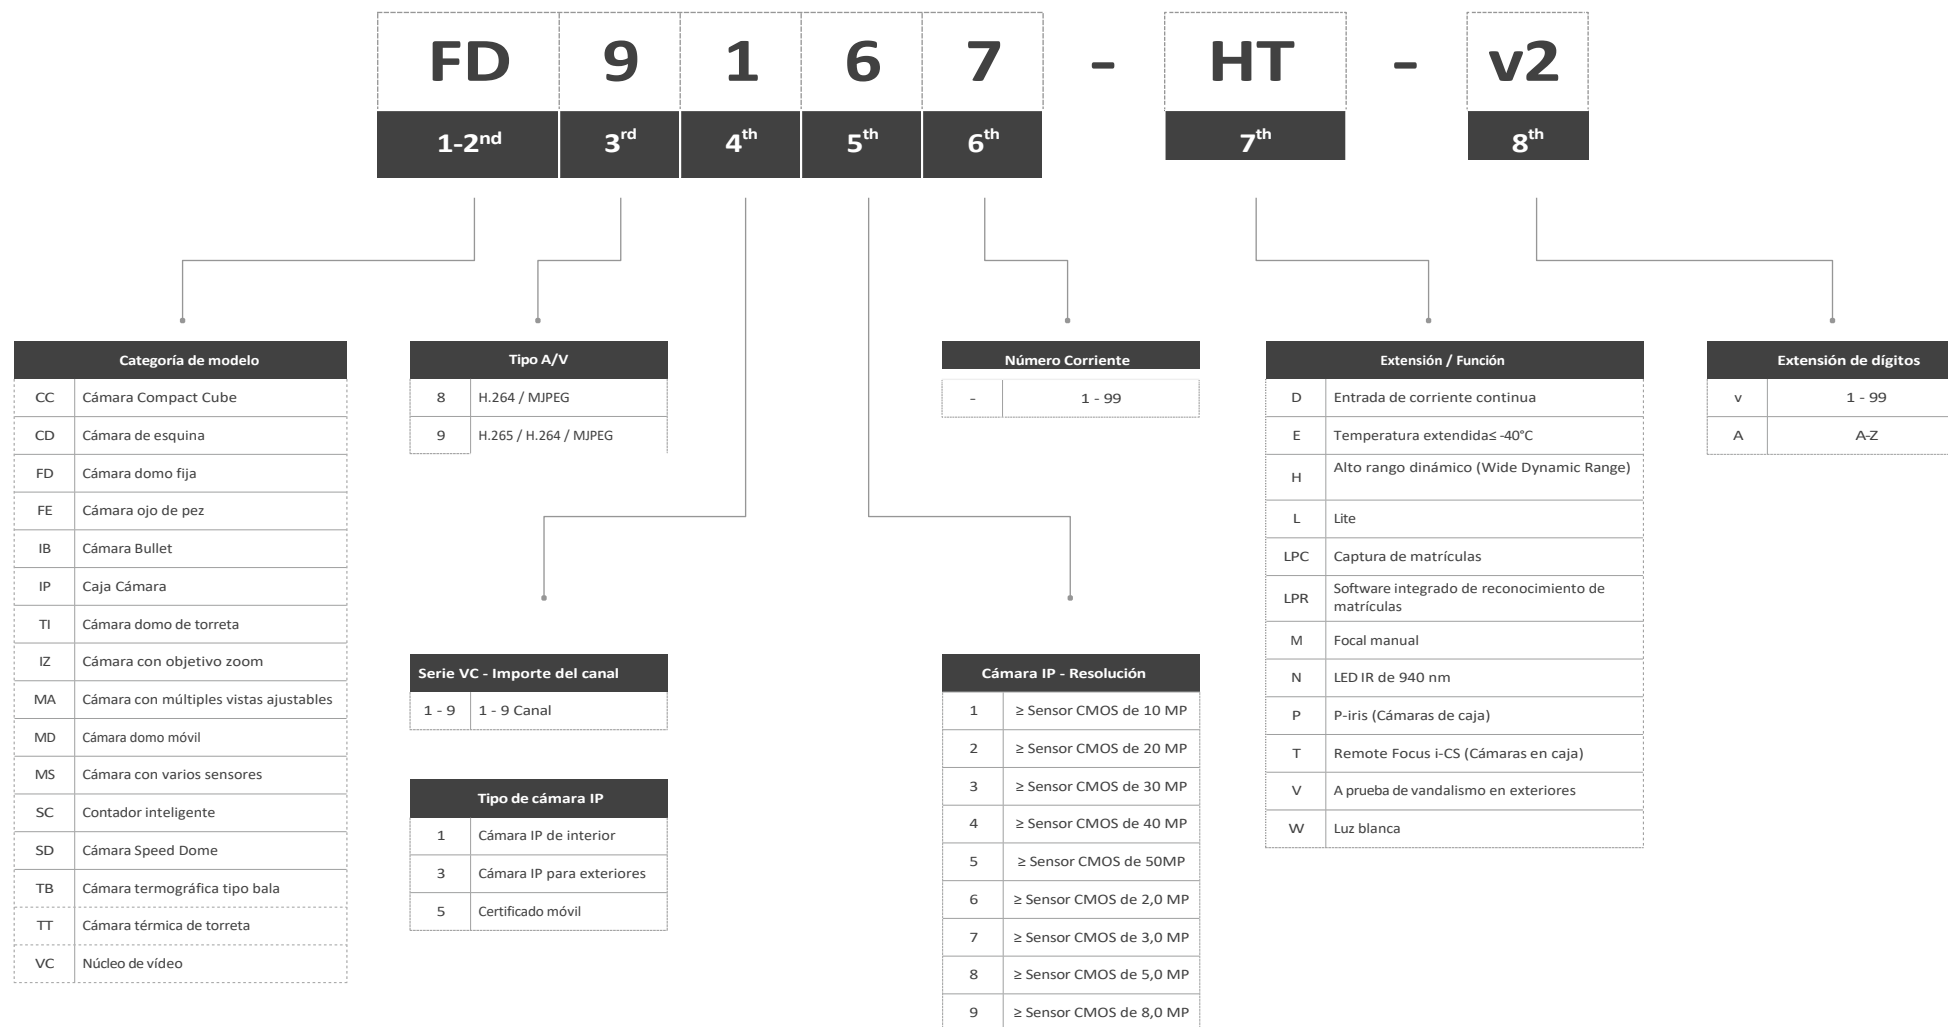 FD 9 1 6 7 - HT - v2
1-2nd 3rd 4th 5th 6th 7th 8th
Categoría de modelo
CC Cámara Compact Cube
CD Cámara de esquina
FD Cámara domo fija
FE Cámara ojo de pez
IB Cámara Bullet
IP Caja Cámara
TI Cámara domo de torreta
IZ Cámara con objetivo zoom
MA Cámara con múltiples vistas ajustables
MD Cámara domo móvil
MS Cámara con varios sensores
SC Contador inteligente
SD Cámara Speed Dome
TB Cámara termográfica tipo bala
TT Cámara térmica de torreta
VC Núcleo de vídeo
Tipo A/V
8 H.264 / MJPEG
9 H.265 / H.264 / MJPEG
Serie VC - Importe del canal
1 - 9 1 - 9 Canal
Tipo de cámara IP
1 Cámara IP de interior
3 Cámara IP para exteriores
5 Certificado móvil
Número Corriente
- 1 - 99
Cámara IP - Resolución
1 ≥ Sensor CMOS de 10 MP
2 ≥ Sensor CMOS de 20 MP
3 ≥ Sensor CMOS de 30 MP
4 ≥ Sensor CMOS de 40 MP
5 ≥ Sensor CMOS de 50MP
6 ≥ Sensor CMOS de 2,0 MP
7 ≥ Sensor CMOS de 3,0 MP
8 ≥ Sensor CMOS de 5,0 MP
9 ≥ Sensor CMOS de 8,0 MP
Extensión / Función
D Entrada de corriente continua
E Temperatura extendida≤ -40°C
H Alto rango dinámico (Wide Dynamic Range)
L Lite
LPC Captura de matrículas
LPR Software integrado de reconocimiento de
matrículas
M Focal manual
N LED IR de 940 nm
P P-iris (Cámaras de caja)
T Remote Focus i-CS (Cámaras en caja)
V A prueba de vandalismo en exteriores
W Luz blanca
Extensión de dígitos
v 1 - 99
A A-Z